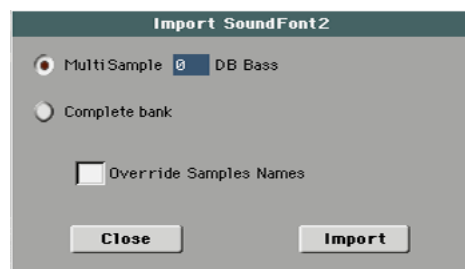 Import SoundFont2
MultiSample 0 DB Bass
Complete bank
Override Samples Names
Close Import